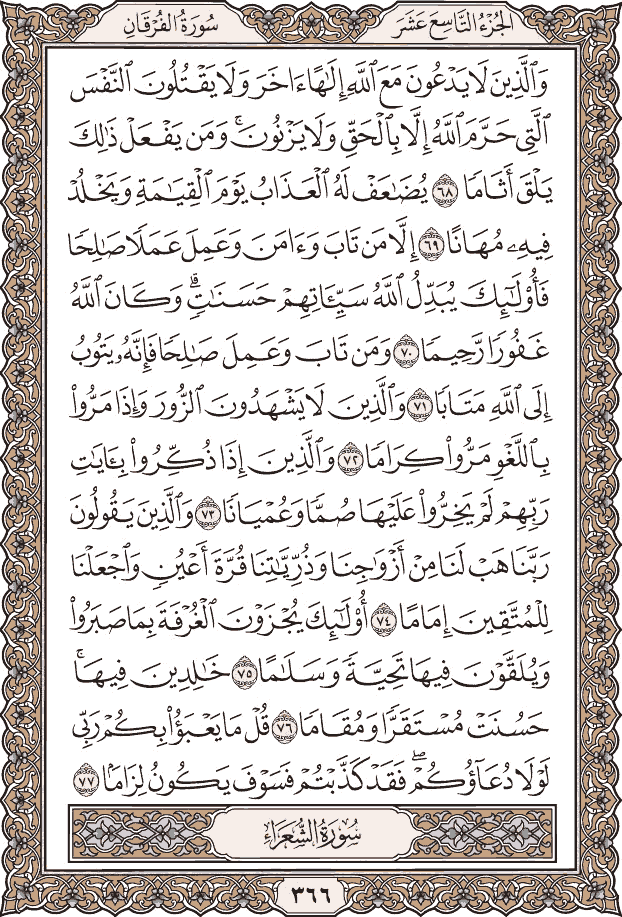 الجُزْءُ التَّاسِعَ عَشَرَ
سُورَةُ الفُرْقَانِ
وَٱلَّذِينَ لَا يَدْعُونَ مَعَ ٱللَّهِ إِلَٰهًا ءَاخَرَ وَلَا يَقْتُلُونَ ٱلنَّفْسَ
ٱلَّتِي حَرَّمَ ٱللَّهُ إِلَّا بِٱلْحَقِّ وَلَا يَزْنُونَۚ وَمَن يَفْعَلْ ذَٰلِكَ
يَلْقَ أَثَامًا ٦٨ يُضَٰعَفْ لَهُ ٱلْعَذَابُ يَوْمَ ٱلْقِيَٰمَةِ وَيَخْلُدْ
فِيهِۦ مُهَانًا ٦٩ إِلَّا مَن تَابَ وَءَامَنَ وَعَمِلَ عَمَلًا صَٰلِحًا
فَأُوْلَٰٓئِكَ يُبَدِّلُ ٱللَّهُ سَيِّـَٔاتِهِمْ حَسَنَٰتٍۗ وَكَانَ ٱللَّهُ
غَفُورًا رَّحِيمًا ٧٠ وَمَن تَابَ وَعَمِلَ صَٰلِحًا فَإِنَّهُۥ يَتُوبُ
إِلَى ٱللَّهِ مَتَابًا ٧١ وَٱلَّذِينَ لَا يَشْهَدُونَ ٱلزُّورَ وَإِذَا مَرُّواْ
بِٱللَّغْوِ مَرُّواْ كِرَامًا ٧٢ وَٱلَّذِينَ إِذَا ذُكِّرُواْ بِـَٔايَٰتِ
رَبِّهِمْ لَمْ يَخِرُّواْ عَلَيْهَا صُمًّا وَعُمْيَانًا ٧٣ وَٱلَّذِينَ يَقُولُونَ
رَبَّنَا هَبْ لَنَا مِنْ أَزْوَٰجِنَا وَذُرِّيَّٰتِنَا قُرَّةَ أَعْيُنٍ وَٱجْعَلْنَا
لِلْمُتَّقِينَ إِمَامًا ٧٤ أُوْلَٰٓئِكَ يُجْزَوْنَ ٱلْغُرْفَةَ بِمَا صَبَرُواْ
وَيُلَقَّوْنَ فِيهَا تَحِيَّةً وَسَلَٰمًا ٧٥ خَٰلِدِينَ فِيهَاۚ
حَسُنَتْ مُسْتَقَرًّا وَمُقَامًا ٧٦ قُلْ مَا يَعْبَؤُاْ بِكُمْ رَبِّي
لَوْلَا دُعَآؤُكُمْۖ فَقَدْ كَذَّبْتُمْ فَسَوْفَ يَكُونُ لِزَامًۢا ٧٧
سُورَةُ الشُّعَرَاءِ
٣٦٦